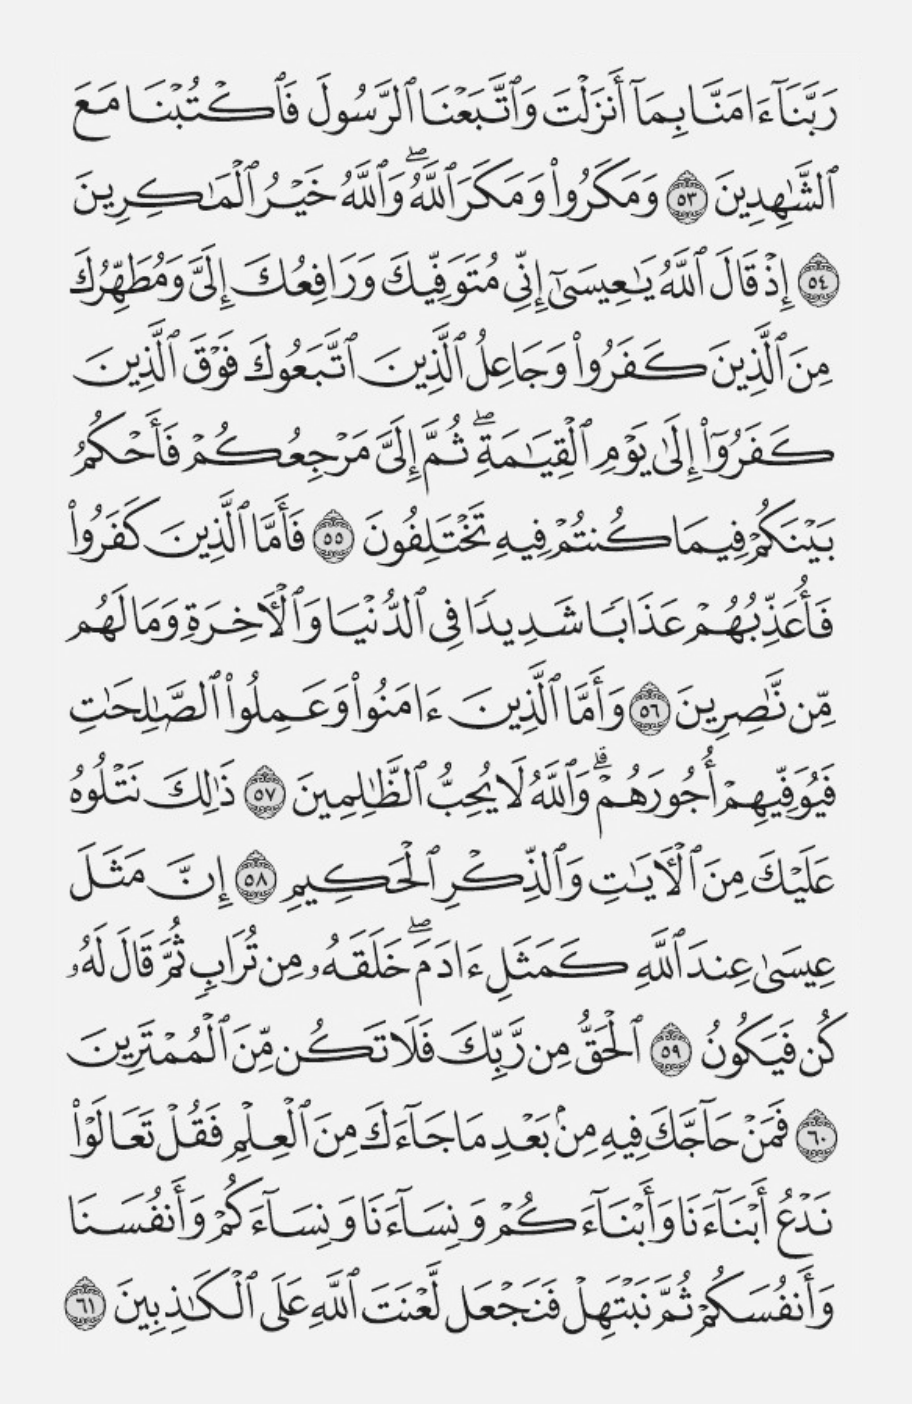 رَبَّنَآ ءَامَنَّا بِمَآ أَنزَلْتَ وَٱتَّبَعْنَا ٱلرَّسُولَ فَٱكْتُبْنَا مَعَ
ٱلشَّٰهِدِينَ ٥٣ وَمَكَرُوا۟ وَمَكَرَ ٱللَّهُۖ وَٱللَّهُ خَيْرُ ٱلْمَٰكِرِينَ
٥٤ إِذْ قَالَ ٱللَّهُ يَٰعِيسَىٰٓ إِنِّى مُتَوَفِّيكَ وَرَافِعُكَ إِلَىَّ وَمُطَهِّرُكَ
مِنَ ٱلَّذِينَ كَفَرُوا۟ وَجَاعِلُ ٱلَّذِينَ ٱتَّبَعُوكَ فَوْقَ ٱلَّذِينَ
كَفَرُوٓا۟ إِلَىٰ يَوْمِ ٱلْقِيَٰمَةِۖ ثُمَّ إِلَىَّ مَرْجِعُكُمْ فَأَحْكُمُ
بَيْنَكُمْ فِيمَا كُنتُمْ فِيهِ تَخْتَلِفُونَ ٥٥ فَأَمَّا ٱلَّذِينَ كَفَرُوا۟
فَأُعَذِّبُهُمْ عَذَابًا شَدِيدًا فِى ٱلدُّنْيَا وَٱلْـَٔاخِرَةِ وَمَا لَهُم
مِّن نَّٰصِرِينَ ٥٦ وَأَمَّا ٱلَّذِينَ ءَامَنُوا۟ وَعَمِلُوا۟ ٱلصَّٰلِحَٰتِ
فَيُوَفِّيهِمْ أُجُورَهُمْۗ وَٱللَّهُ لَا يُحِبُّ ٱلظَّٰلِمِينَ ٥٧ ذَٰلِكَ نَتْلُوهُ
عَلَيْكَ مِنَ ٱلْـَٔايَٰتِ وَٱلذِّكْرِ ٱلْحَكِيمِ ٥٨ إِنَّ مَثَلَ
عِيسَىٰ عِندَ ٱللَّهِ كَمَثَلِ ءَادَمَۖ خَلَقَهُۥ مِن تُرَابٍ ثُمَّ قَالَ لَهُۥ
كُن فَيَكُونُ ٥٩ ٱلْحَقُّ مِن رَّبِّكَ فَلَا تَكُن مِّنَ ٱلْمُمْتَرِينَ
٦٠ فَمَنْ حَآجَّكَ فِيهِ مِنۢ بَعْدِ مَا جَآءَكَ مِنَ ٱلْعِلْمِ فَقُلْ تَعَالَوْا۟
نَدْعُ أَبْنَآءَنَا وَأَبْنَآءَكُمْ وَنِسَآءَنَا وَنِسَآءَكُمْ وَأَنفُسَنَا
وَأَنفُسَكُمْ ثُمَّ نَبْتَهِلْ فَنَجْعَل لَّعْنَتَ ٱللَّهِ عَلَى ٱلْكَٰذِبِينَ ٦١